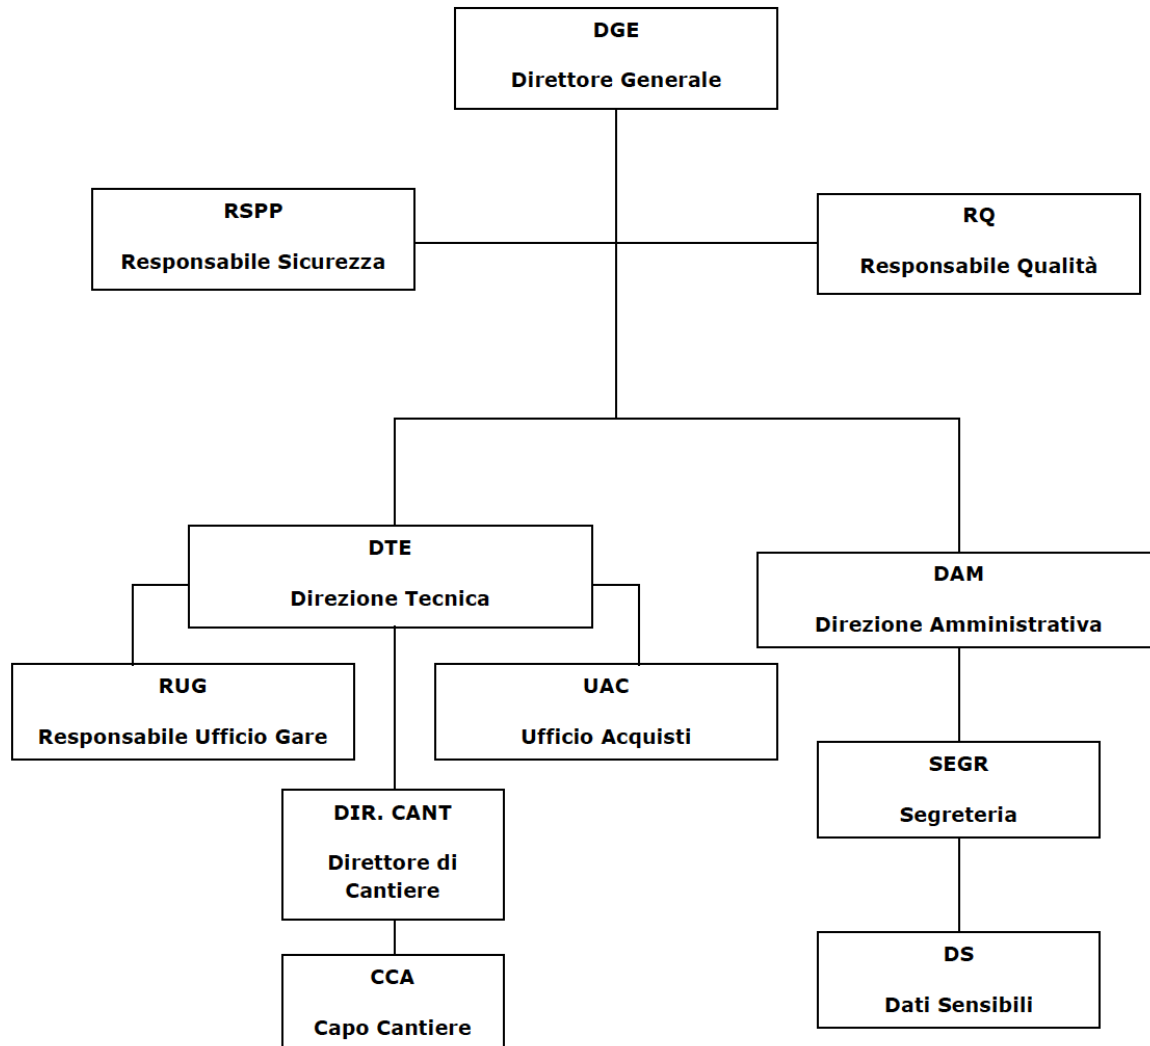 DGE
Direttore Generale
RSPP
Responsabile Sicurezza
RQ
Responsabile Qualità
DTE
Direzione Tecnica
DAM
Direzione Amministrativa
RUG
Responsabile Ufficio Gare
UAC
Ufficio Acquisti
SEGR
Segreteria
DIR. CANT
Direttore di
Cantiere
DS
Dati Sensibili
CCA
Capo Cantiere